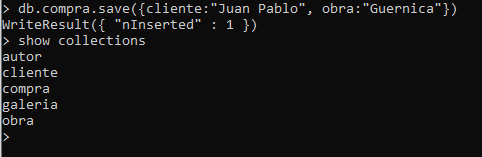 > db.compra.save({cliente:"Juan Pablo", obra:"Guernica"})
WriteResult({ "nInserted" : 1 })
> show collections
autor
cliente
compra
galeria
obra
>